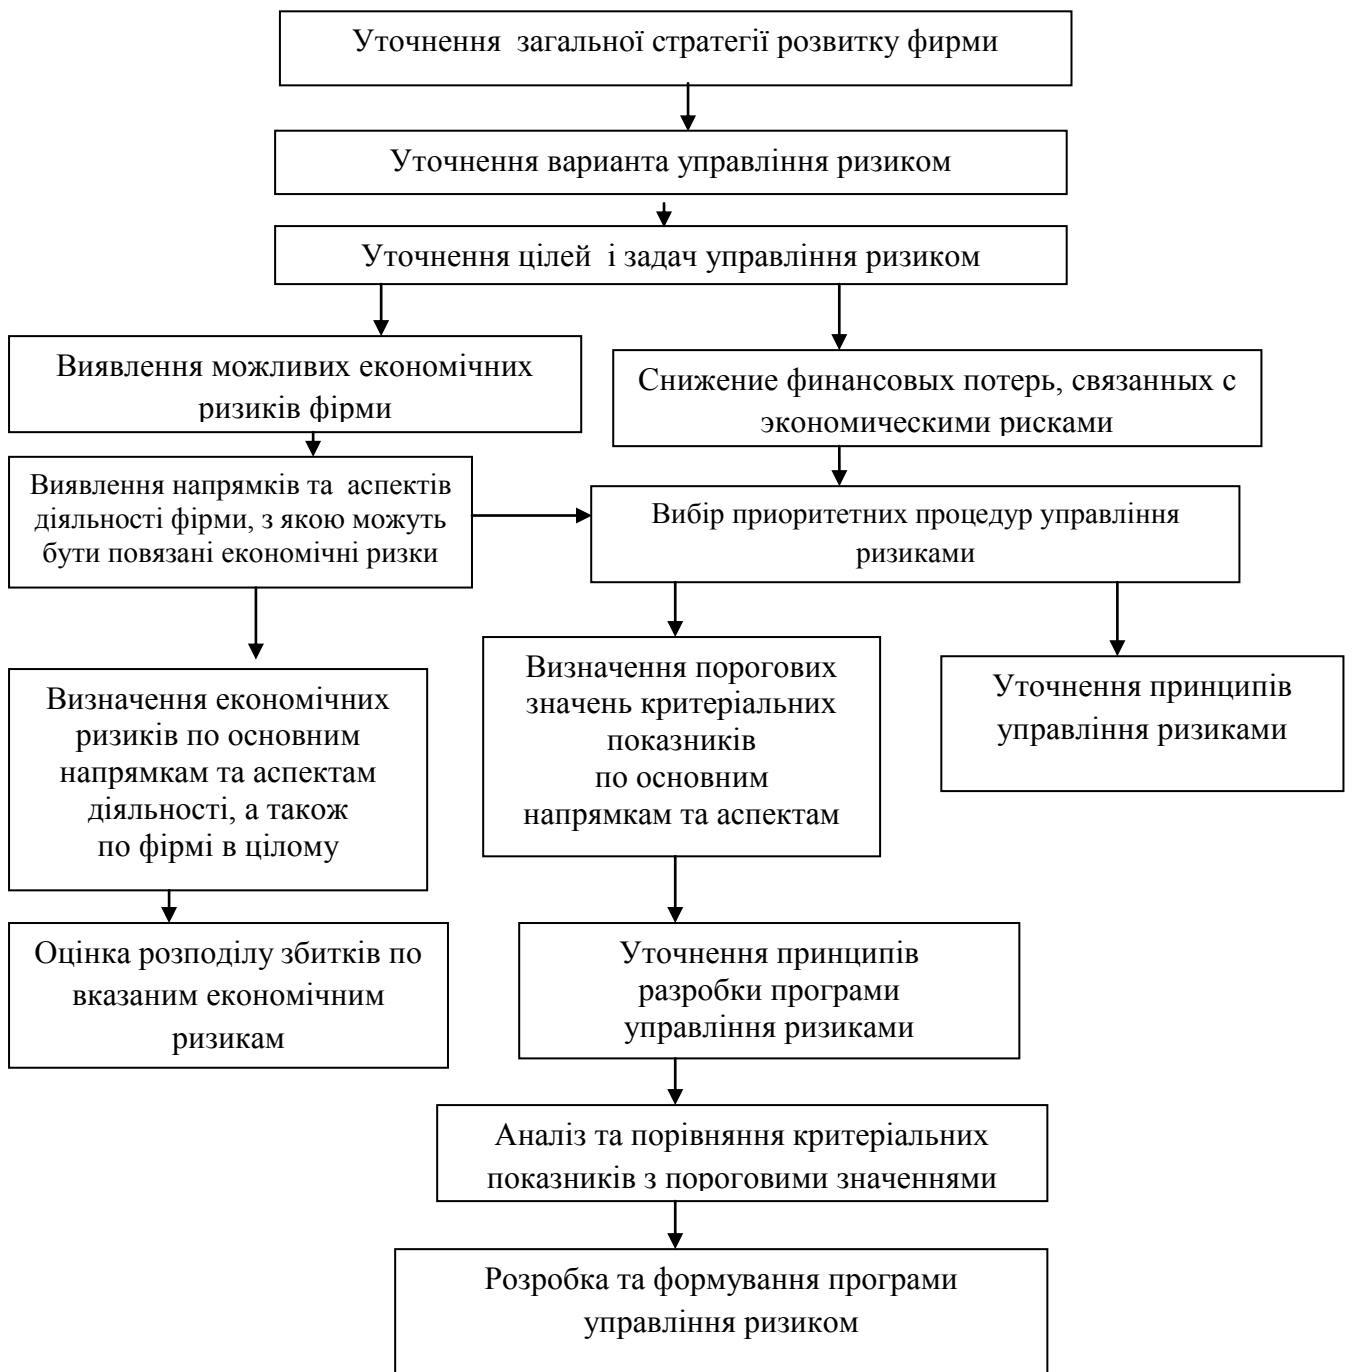 Уточнення  загальної стратегії розвитку фирми
Уточнення варианта управління ризиком
Уточнення цілей  і задач управління ризиком
Виявлення можливих економічних
ризиків фірми
Снижение финансовых потерь, связанных с
экономическими рисками
Виявлення напрямків та  аспектів
діяльності фірми, з якою можуть
бути повязані економічні ризки
Вибір приоритетних процедур управління
ризиками
Визначення економічних
ризиків по основним
напрямкам та аспектам
діяльності, а також
по фірмі в цілому
Визначення порогових
значень критеріальних
показників
по основним
напрямкам та аспектам
Уточнення принципів
управління ризиками
Оцінка розподілу збитків по
вказаним економічним
ризикам
Уточнення принципів
разробки програми
управління ризиками
Аналіз та порівняння критеріальних
показників з пороговими значеннями
Розробка та формування програми
управління ризиком